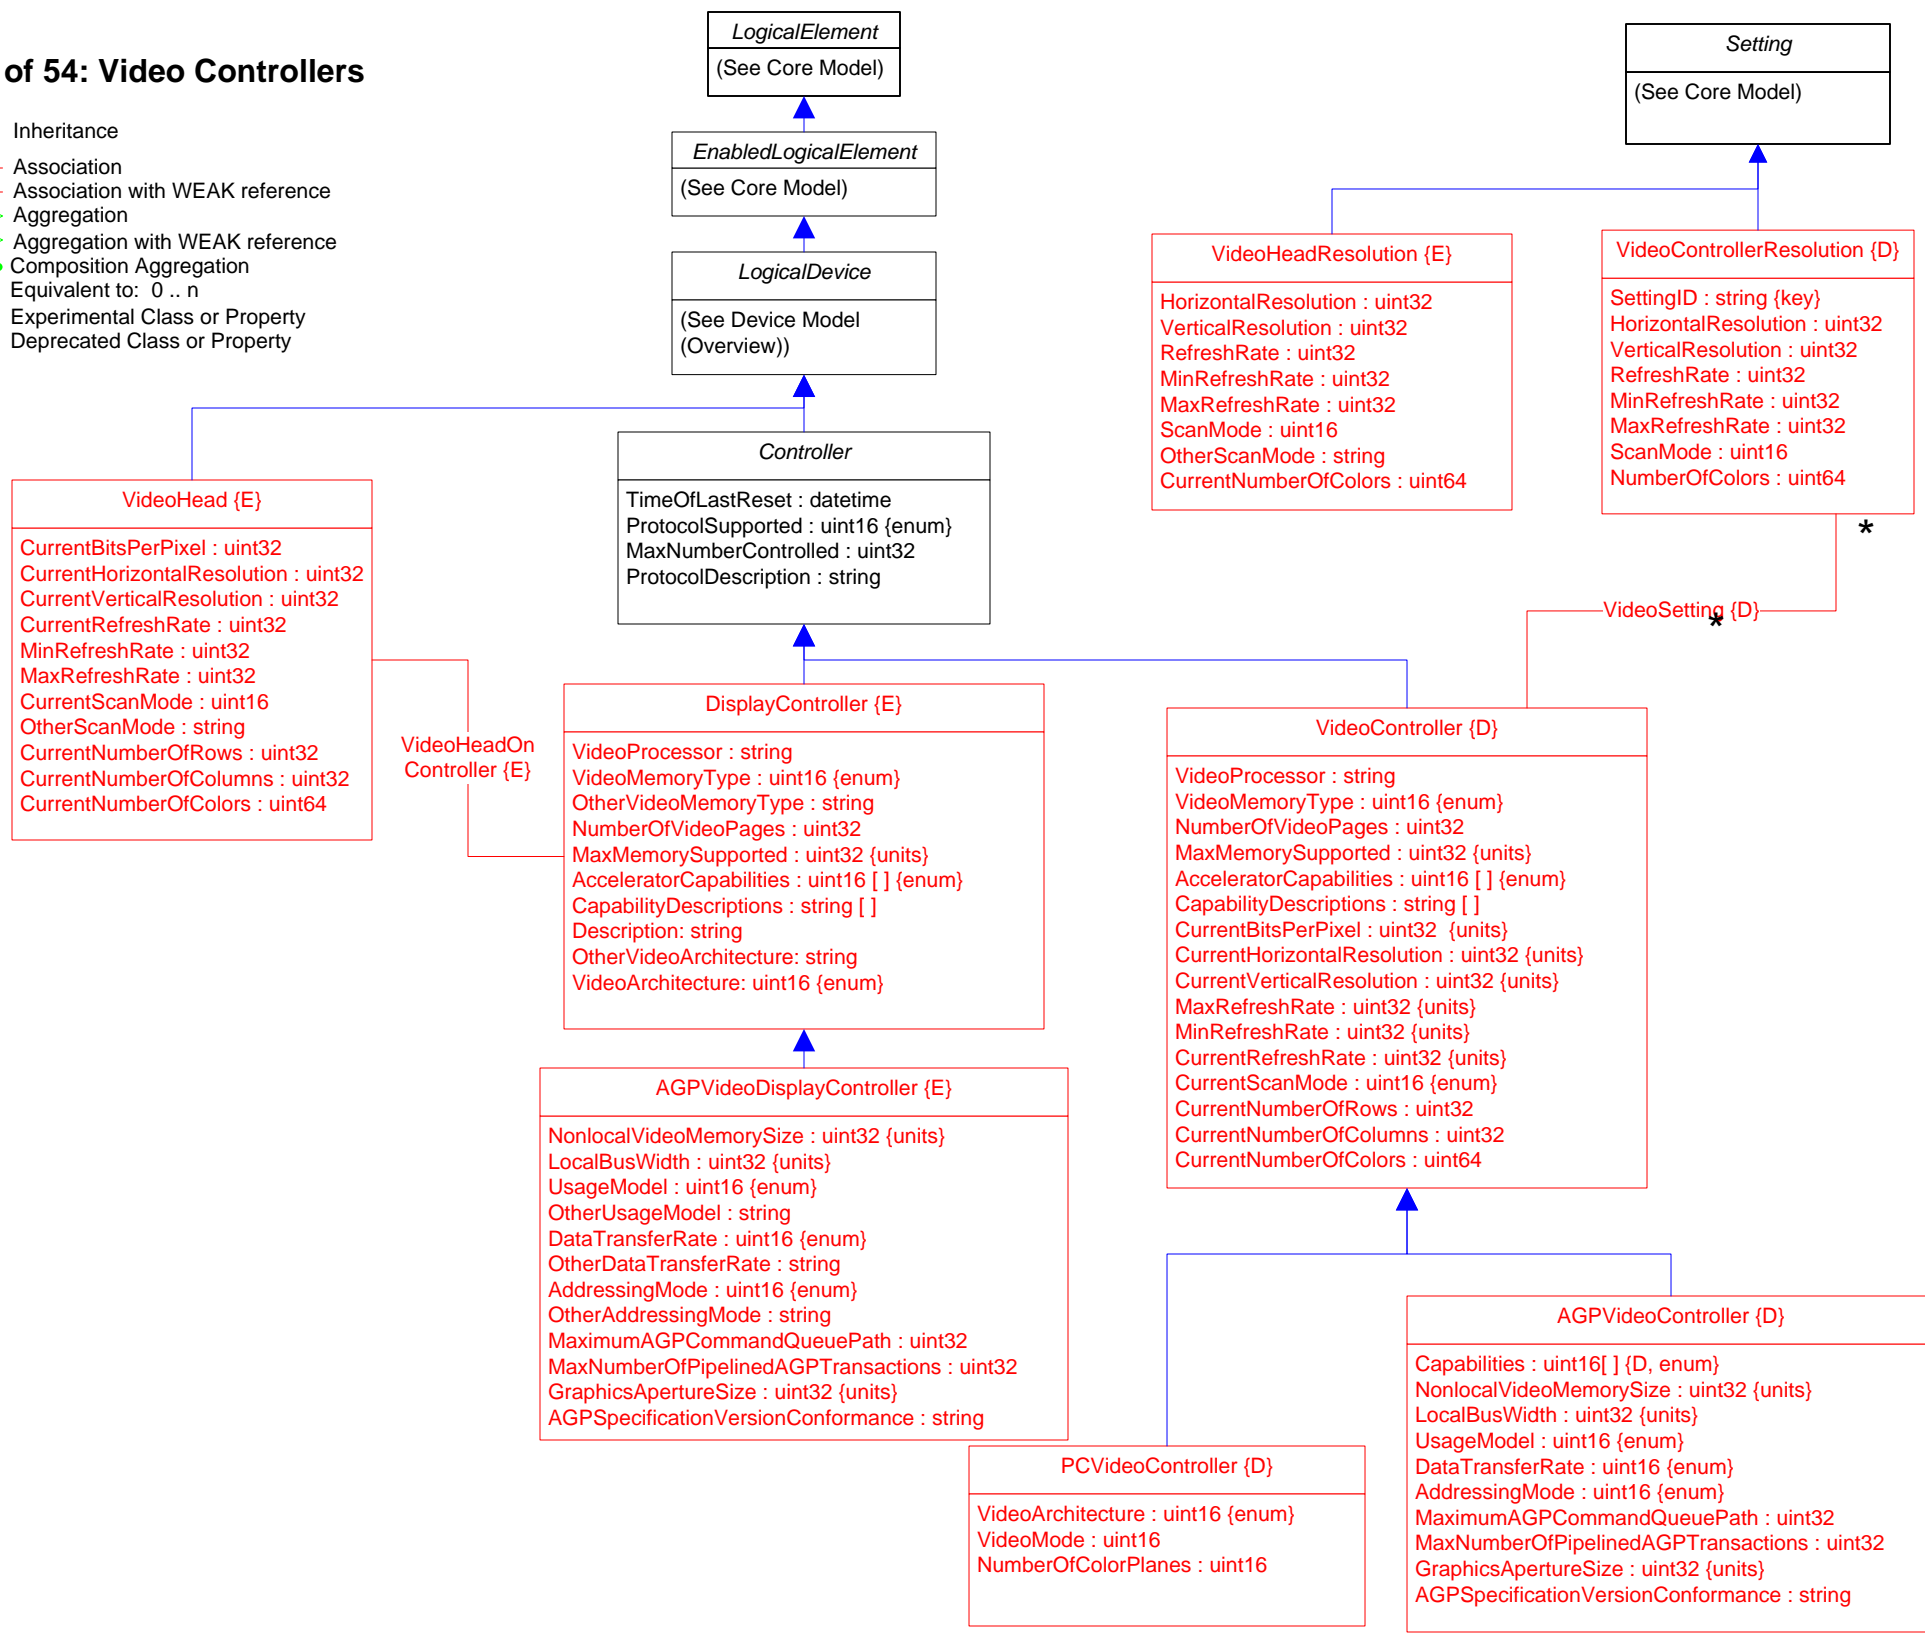 of 54: Video Controllers
Inheritance
Association
Association with WEAK reference
Aggregation
Aggregation with WEAK reference
Composition Aggregation
Equivalent to: 0 .. n
Experimental Class or Property
Deprecated Class or Property
LogicalElement
(See Core Model)
EnabledLogicalElement
(See Core Model)
LogicalDevice
(See Device Model
(Overview))
Setting
(See Core Model)
VideoHeadResolution {E}
HorizontalResolution : uint32
VerticalResolution : uint32
RefreshRate : uint32
MinRefreshRate : uint32
MaxRefreshRate : uint32
ScanMode : uint16
OtherScanMode : string
CurrentNumberOfColors : uint64
VideoControllerResolution {D}
SettingID : string {key}
HorizontalResolution : uint32
VerticalResolution : uint32
RefreshRate : uint32
MinRefreshRate : uint32
MaxRefreshRate : uint32
ScanMode : uint16
NumberOfColors : uint64
*
VideoSetting {D}
*
Controller
TimeOfLastReset : datetime
ProtocolSupported : uint16 {enum}
MaxNumberControlled : uint32
ProtocolDescription : string
VideoHead {E}
CurrentBitsPerPixel : uint32
CurrentHorizontalResolution : uint32
CurrentVerticalResolution : uint32
CurrentRefreshRate : uint32
MinRefreshRate : uint32
MaxRefreshRate : uint32
CurrentScanMode : uint16
OtherScanMode : string
CurrentNumberOfRows : uint32
CurrentNumberOfColumns : uint32
CurrentNumberOfColors : uint64
VideoHeadOn
Controller {E}
DisplayController {E}
VideoProcessor : string
VideoMemoryType : uint16 {enum}
OtherVideoMemoryType : string
NumberOfVideoPages : uint32
MaxMemorySupported : uint32 {units}
AcceleratorCapabilities : uint16 [ ] {enum}
CapabilityDescriptions : string [ ]
Description: string
OtherVideoArchitecture: string
VideoArchitecture: uint16 {enum}
VideoController {D}
VideoProcessor : string
VideoMemoryType : uint16 {enum}
NumberOfVideoPages : uint32
MaxMemorySupported : uint32 {units}
AcceleratorCapabilities : uint16 [ ] {enum}
CapabilityDescriptions : string [ ]
CurrentBitsPerPixel : uint32 {units}
CurrentHorizontalResolution : uint32 {units}
CurrentVerticalResolution : uint32 {units}
MaxRefreshRate : uint32 {units}
MinRefreshRate : uint32 {units}
CurrentRefreshRate : uint32 {units}
CurrentScanMode : uint16 {enum}
CurrentNumberOfRows : uint32
CurrentNumberOfColumns : uint32
CurrentNumberOfColors : uint64
AGPVideoDisplayController {E}
NonlocalVideoMemorySize : uint32 {units}
LocalBusWidth : uint32 {units}
UsageModel : uint16 {enum}
OtherUsageModel : string
DataTransferRate : uint16 {enum}
OtherDataTransferRate : string
AddressingMode : uint16 {enum}
OtherAddressingMode : string
MaximumAGPCommandQueuePath : uint32
MaxNumberOfPipelinedAGPTransactions : uint32
GraphicsApertureSize : uint32 {units}
AGPSpecificationVersionConformance : string
PCVideoController {D}
VideoArchitecture : uint16 {enum}
VideoMode : uint16
NumberOfColorPlanes : uint16
AGPVideoController {D}
Capabilities : uint16[ ] {D, enum}
NonlocalVideoMemorySize : uint32 {units}
LocalBusWidth : uint32 {units}
UsageModel : uint16 {enum}
DataTransferRate : uint16 {enum}
AddressingMode : uint16 {enum}
MaximumAGPCommandQueuePath : uint32
MaxNumberOfPipelinedAGPTransactions : uint32
GraphicsApertureSize : uint32 {units}
AGPSpecificationVersionConformance : string